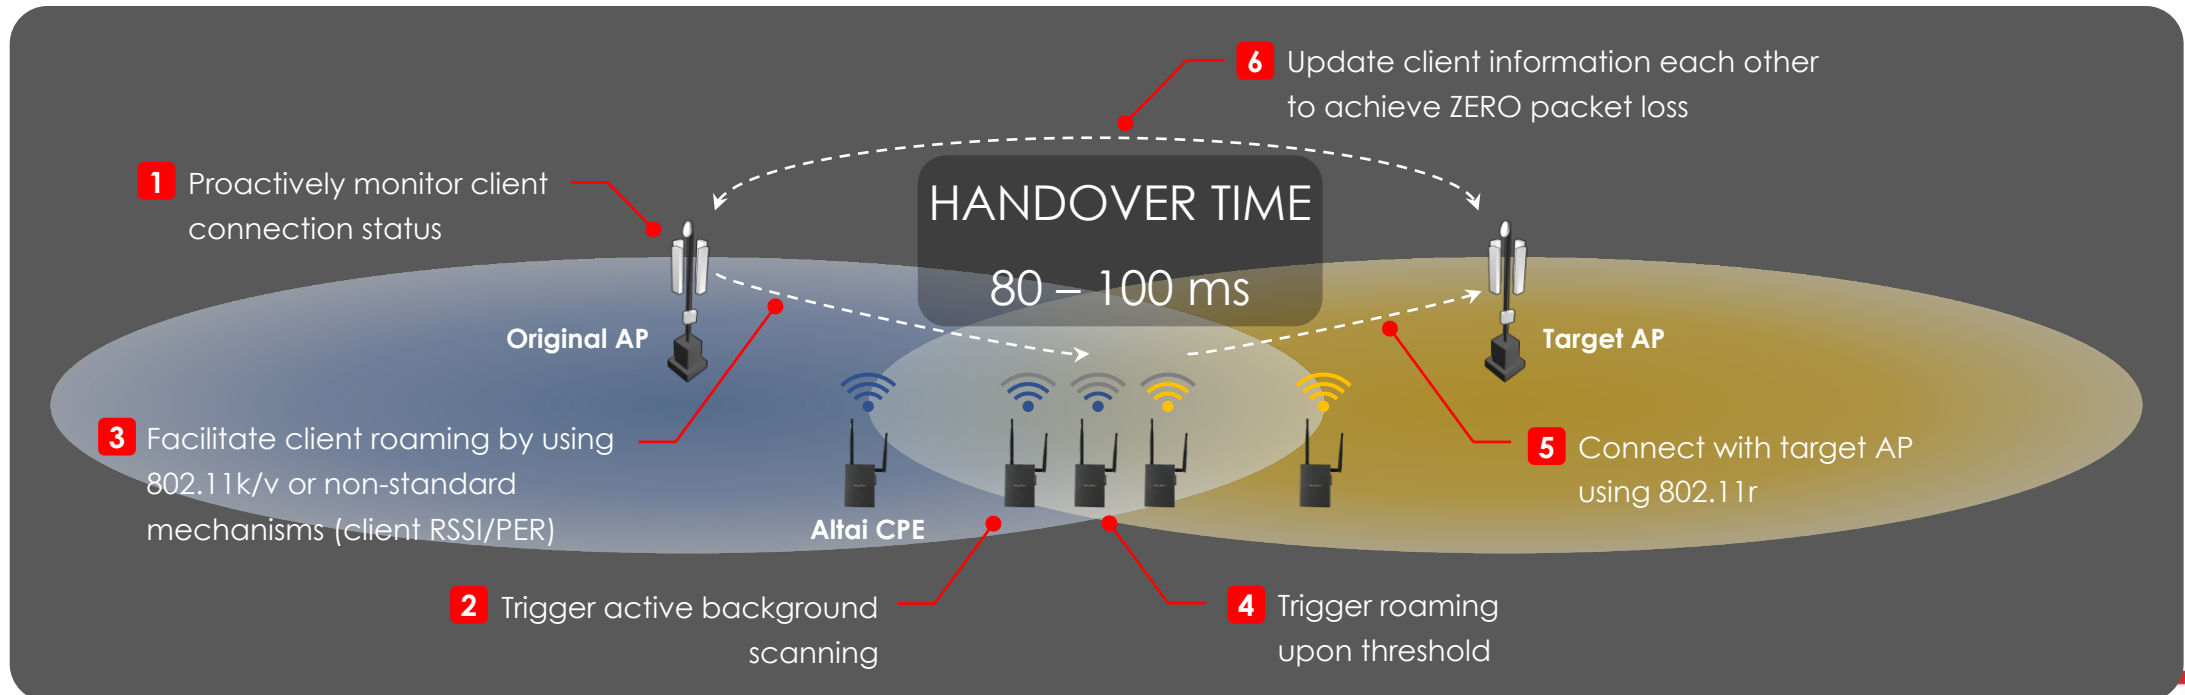 6 Update client information each other
to achieve ZERO packet loss
1 Proactively monitor client
connection status
HANDOVER TIME
80 – 100 ms
Original AP
Target AP
3 Facilitate client roaming by using
802.11k/v or non-standard
mechanisms (client RSSI/PER)
Altai CPE
5 Connect with target AP
using 802.11r
2 Trigger active background
scanning
4 Trigger roaming
upon threshold